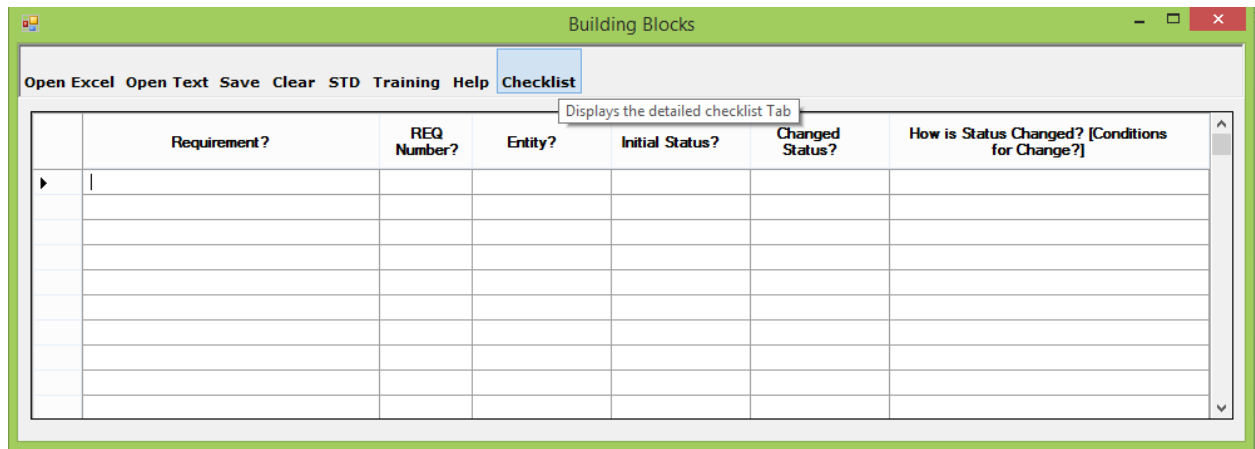 Building Blocks
Open Excel Open Text Save Clear STD Training Help Checklist
Displays the detailed checklist Tab
Requirement?
REQ
Number?
Entity?
Initial Status?
Changed
Status?
How is Status Changed? [Conditions
for Change?]